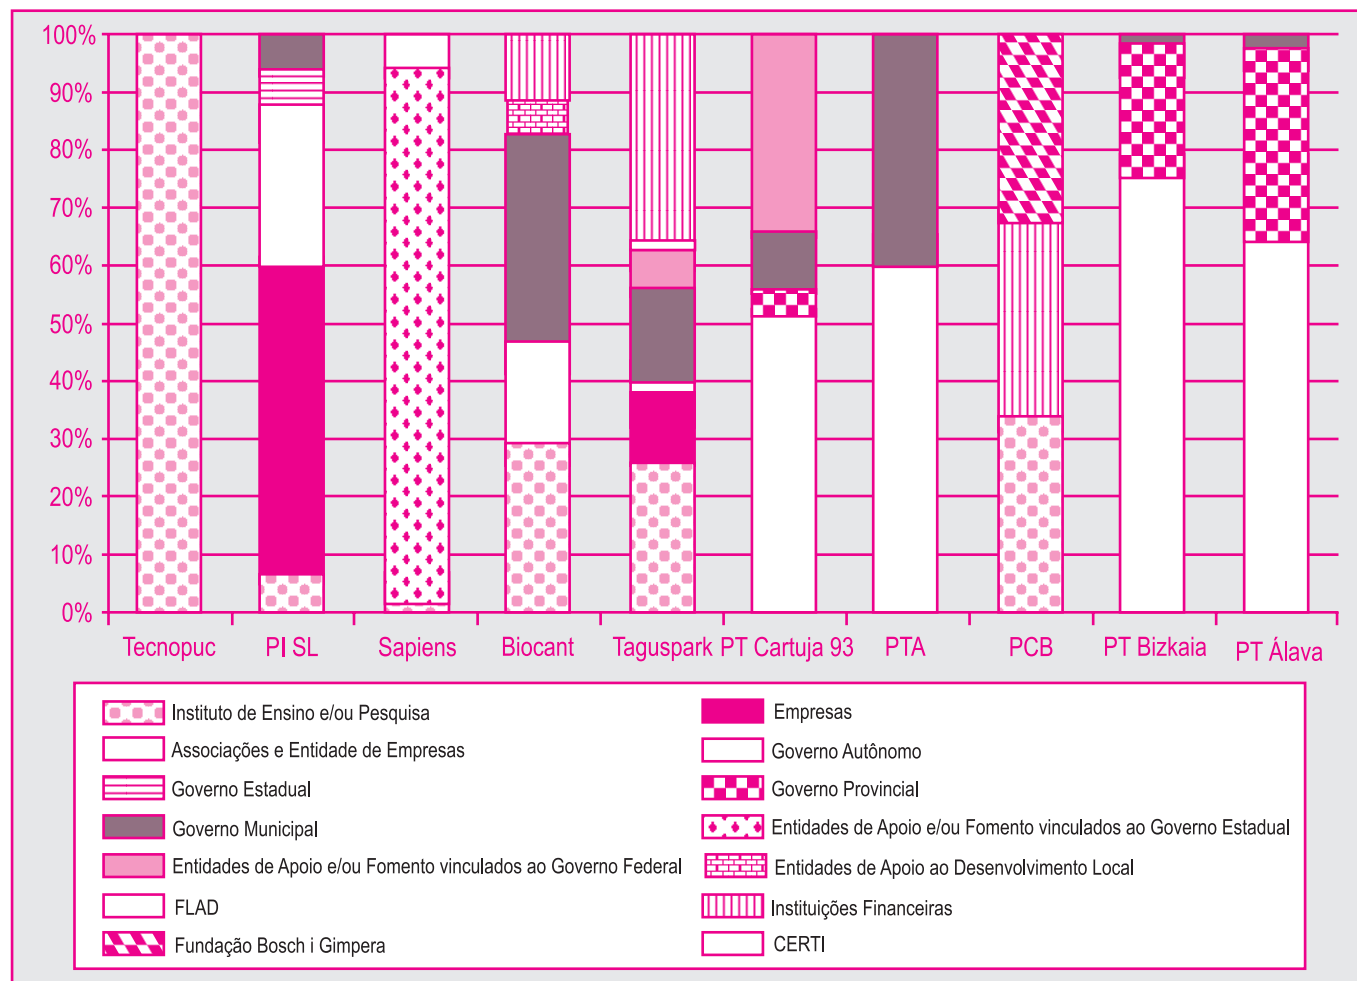 100%
90%
80%
70%
60%
50%
40%
30%
20%
10%
0%
Tecnopuc PI SL Sapiens Biocant Taguspark PT Cartuja 93 PTA PCB PT Bizkaia PT Álava
Instituto de Ensino e/ou Pesquisa
Empresas
Associações e Entidade de Empresas
Governo Autônomo
Governo Estadual
Governo Provincial
Governo Municipal
Entidades de Apoio e/ou Fomento vinculados ao Governo Estadual
Entidades de Apoio e/ou Fomento vinculados ao Governo Federal
Entidades de Apoio ao Desenvolvimento Local
FLAD
Instituições Financeiras
Fundação Bosch i Gimpera
CERTI